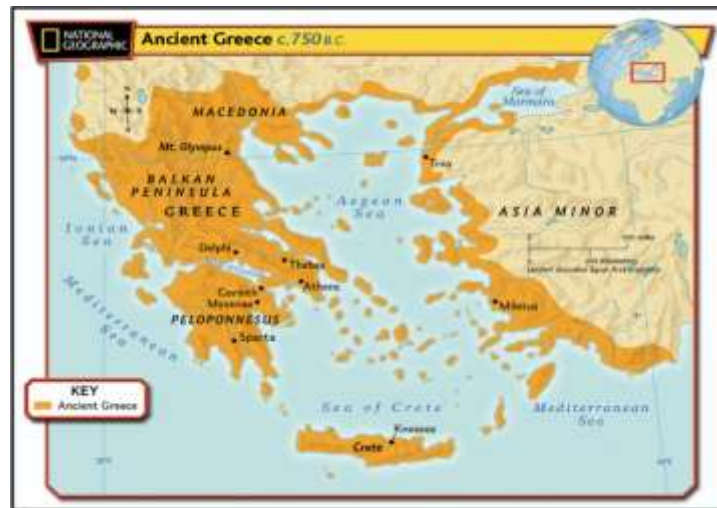 NATIONAL
GEOGRAPHIC
Ancient Greece c.750 B.C.
Sea of
Marmara
MACEDONIA
N
W
E
S
Mt. Olympus
Troy
BALKAN
PENINSULA
GREECE
Aegean
Sea
ASIA MINOR
Ionian
Sea
Delphi
Thebes
Athens
Corinth
Mycenae
Miletus
PELOPONNESUS
Sparta
Mediterranean
Sea
KEY
Ancient Greece
Sea of Crete
Mediterranean
Sea
Knossos
Crete